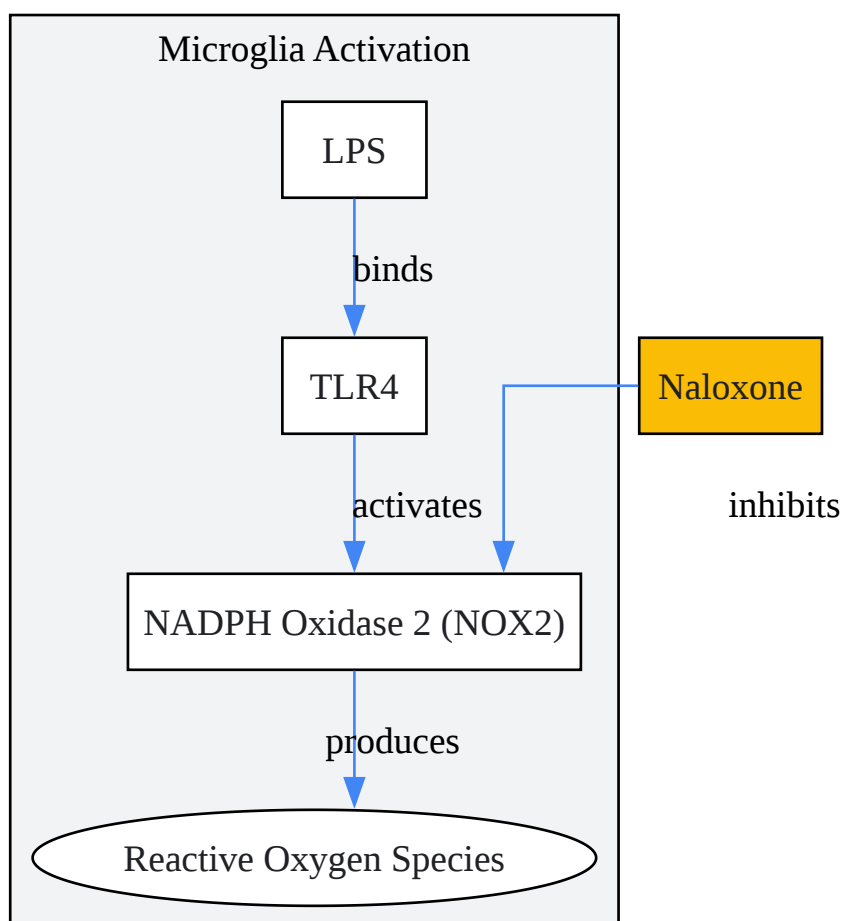 Microglia Activation
LPS
binds
TLR4
Naloxone
activates
inhibits
NADPH Oxidase 2 (NOX2)
produces
Reactive Oxygen Species